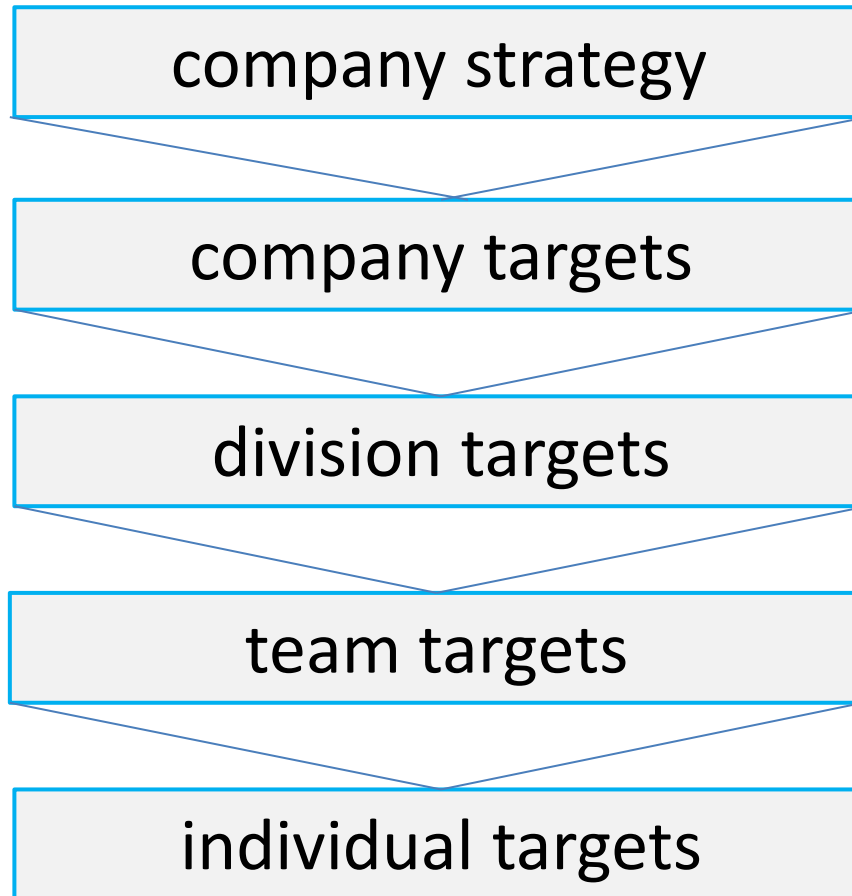 company strategy
company targets
division targets
team targets
individual targets